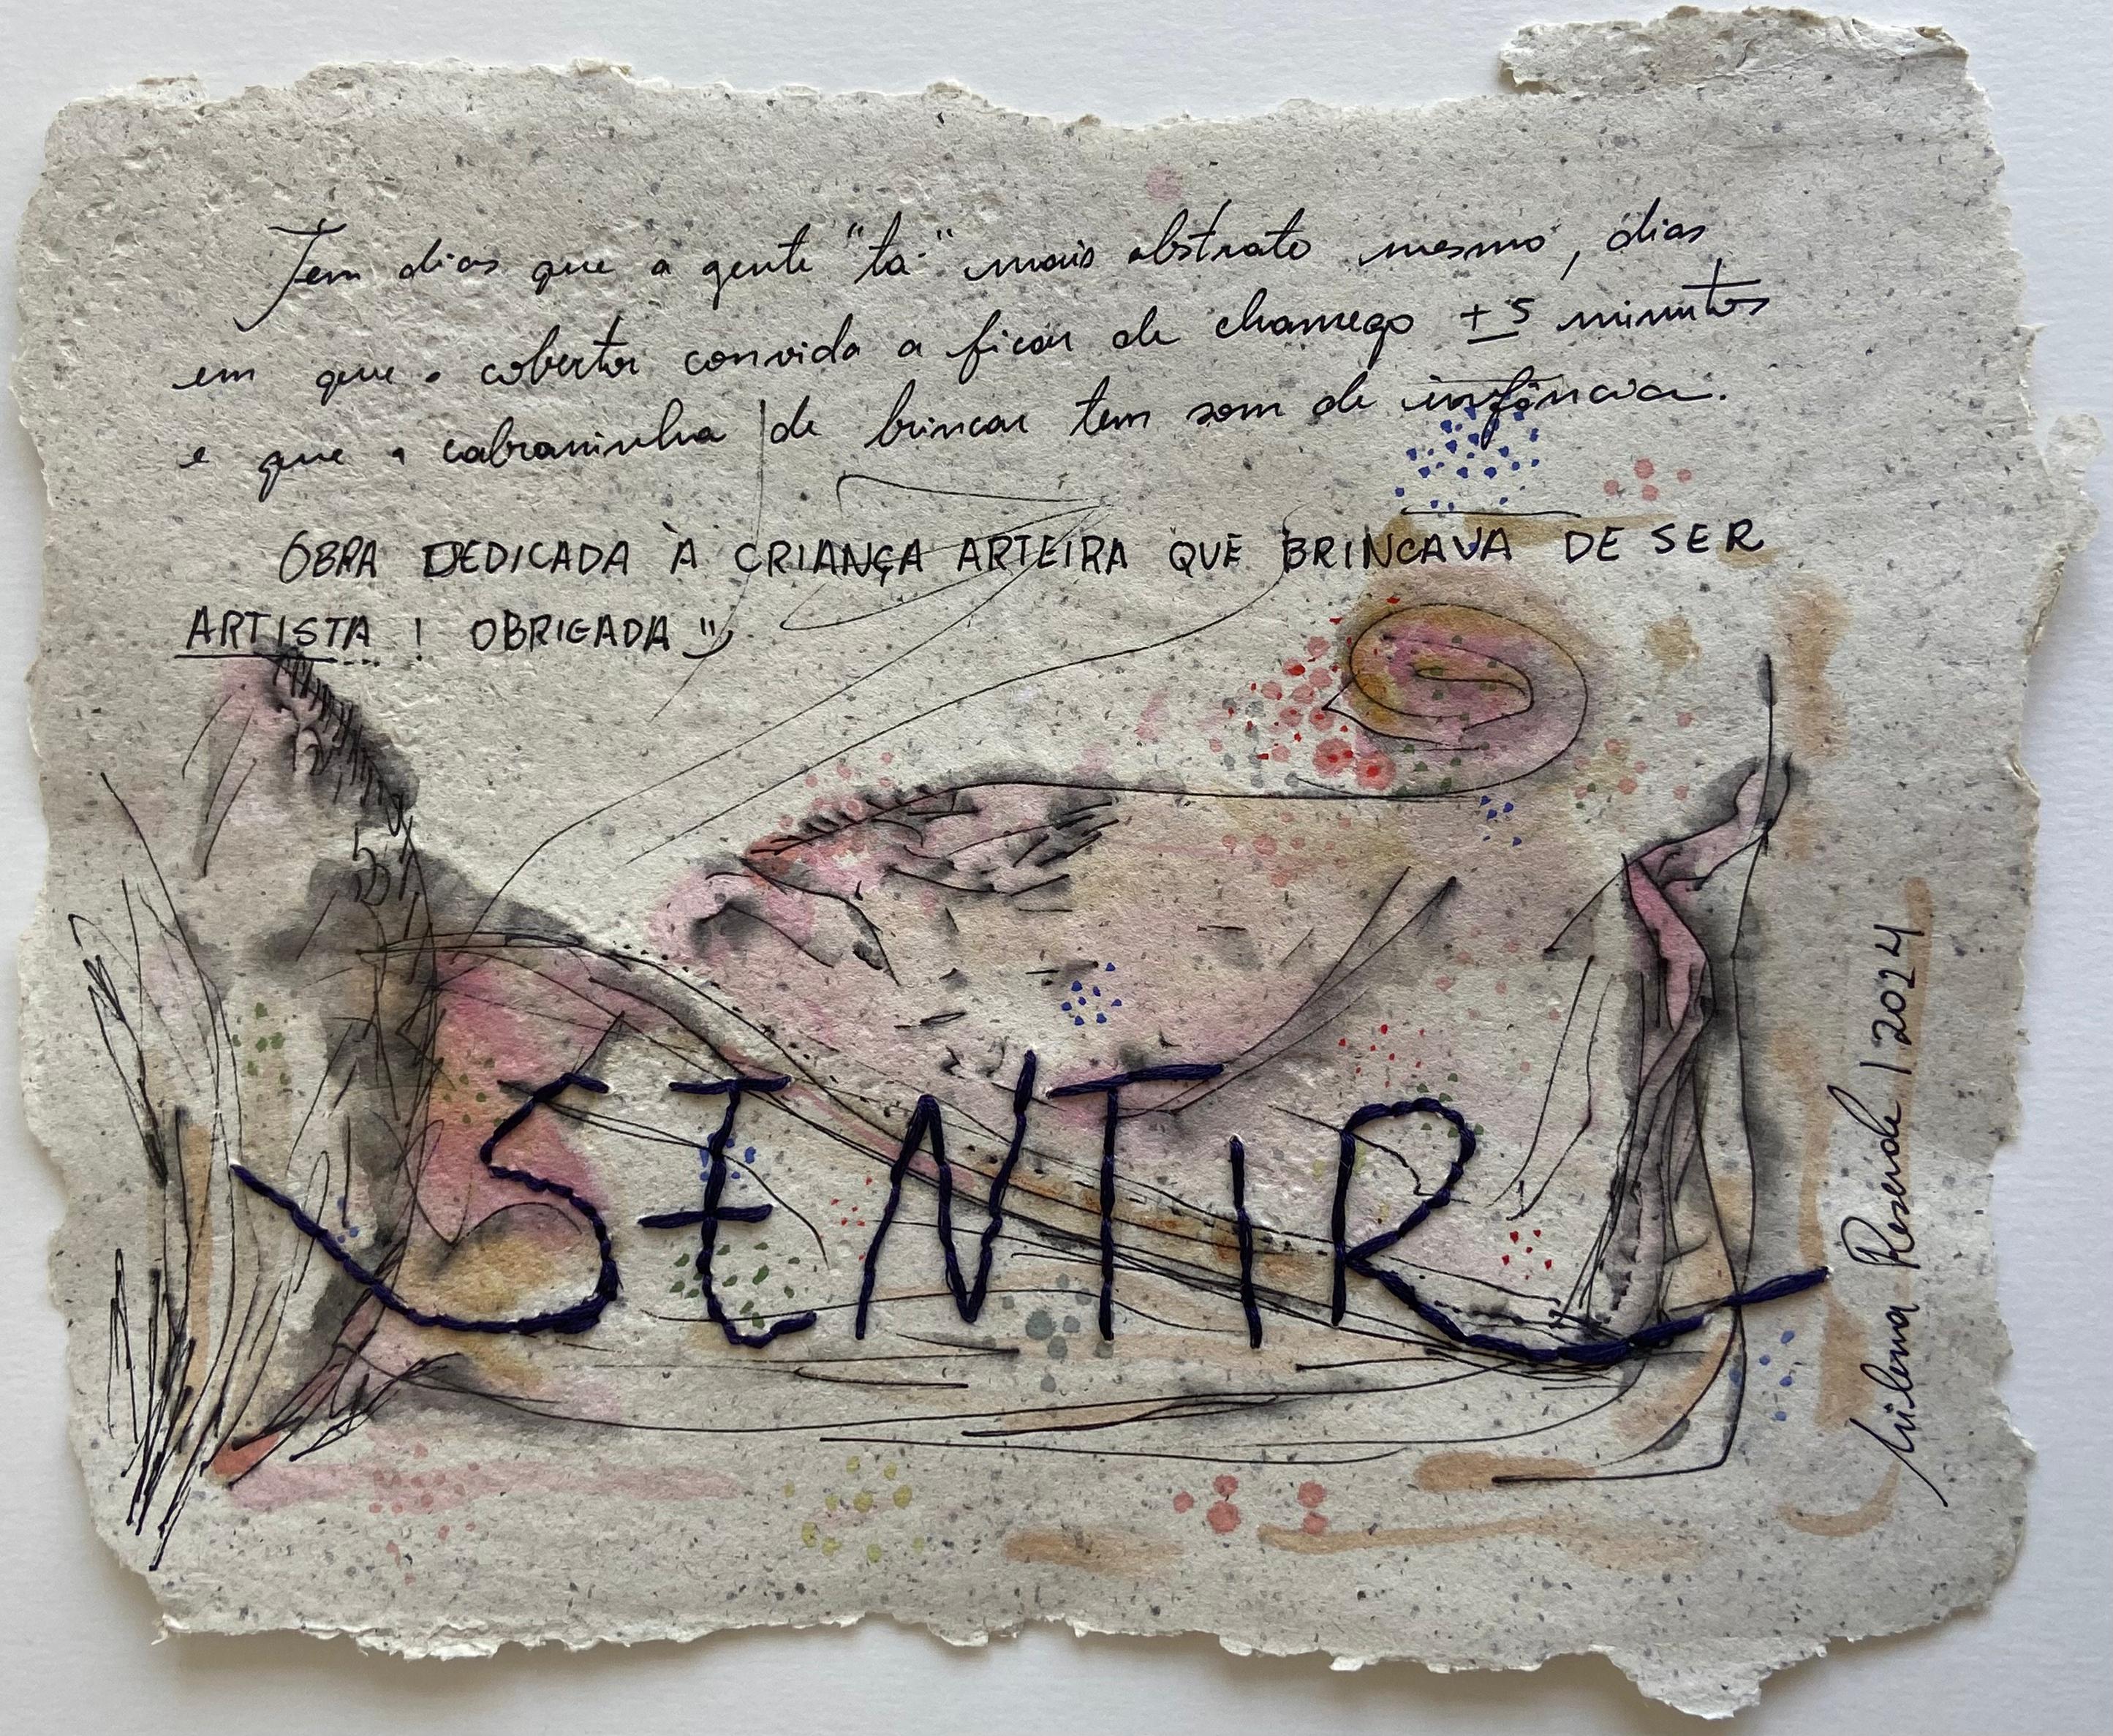 Tem dias que a gente "tá" mais abstrato mesmo, dias
em que o cobertor convida a ficar de chamego ± 5 minutos
e que a cabaninha de brincar tem som de infância.
OBRA DEDICADA À CRIANÇA ARTEIRA QUE BRINCAVA DE SER
ARTISTA! OBRIGADA
SENTIR
Milena Resende | 2024